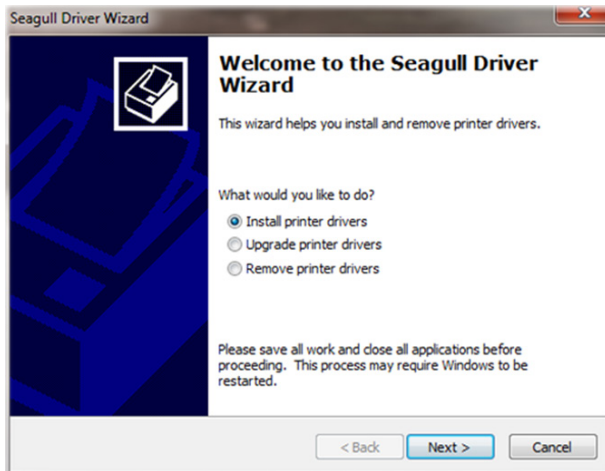 Seagull Driver Wizard
Welcome to the Seagull Driver
Wizard
This wizard helps you install and remove printer drivers.
What would you like to do?
Install printer drivers
Upgrade printer drivers
Remove printer drivers
Please save all work and close all applications before
proceeding. This process may require Windows to be
restarted.
< Back Next > Cancel